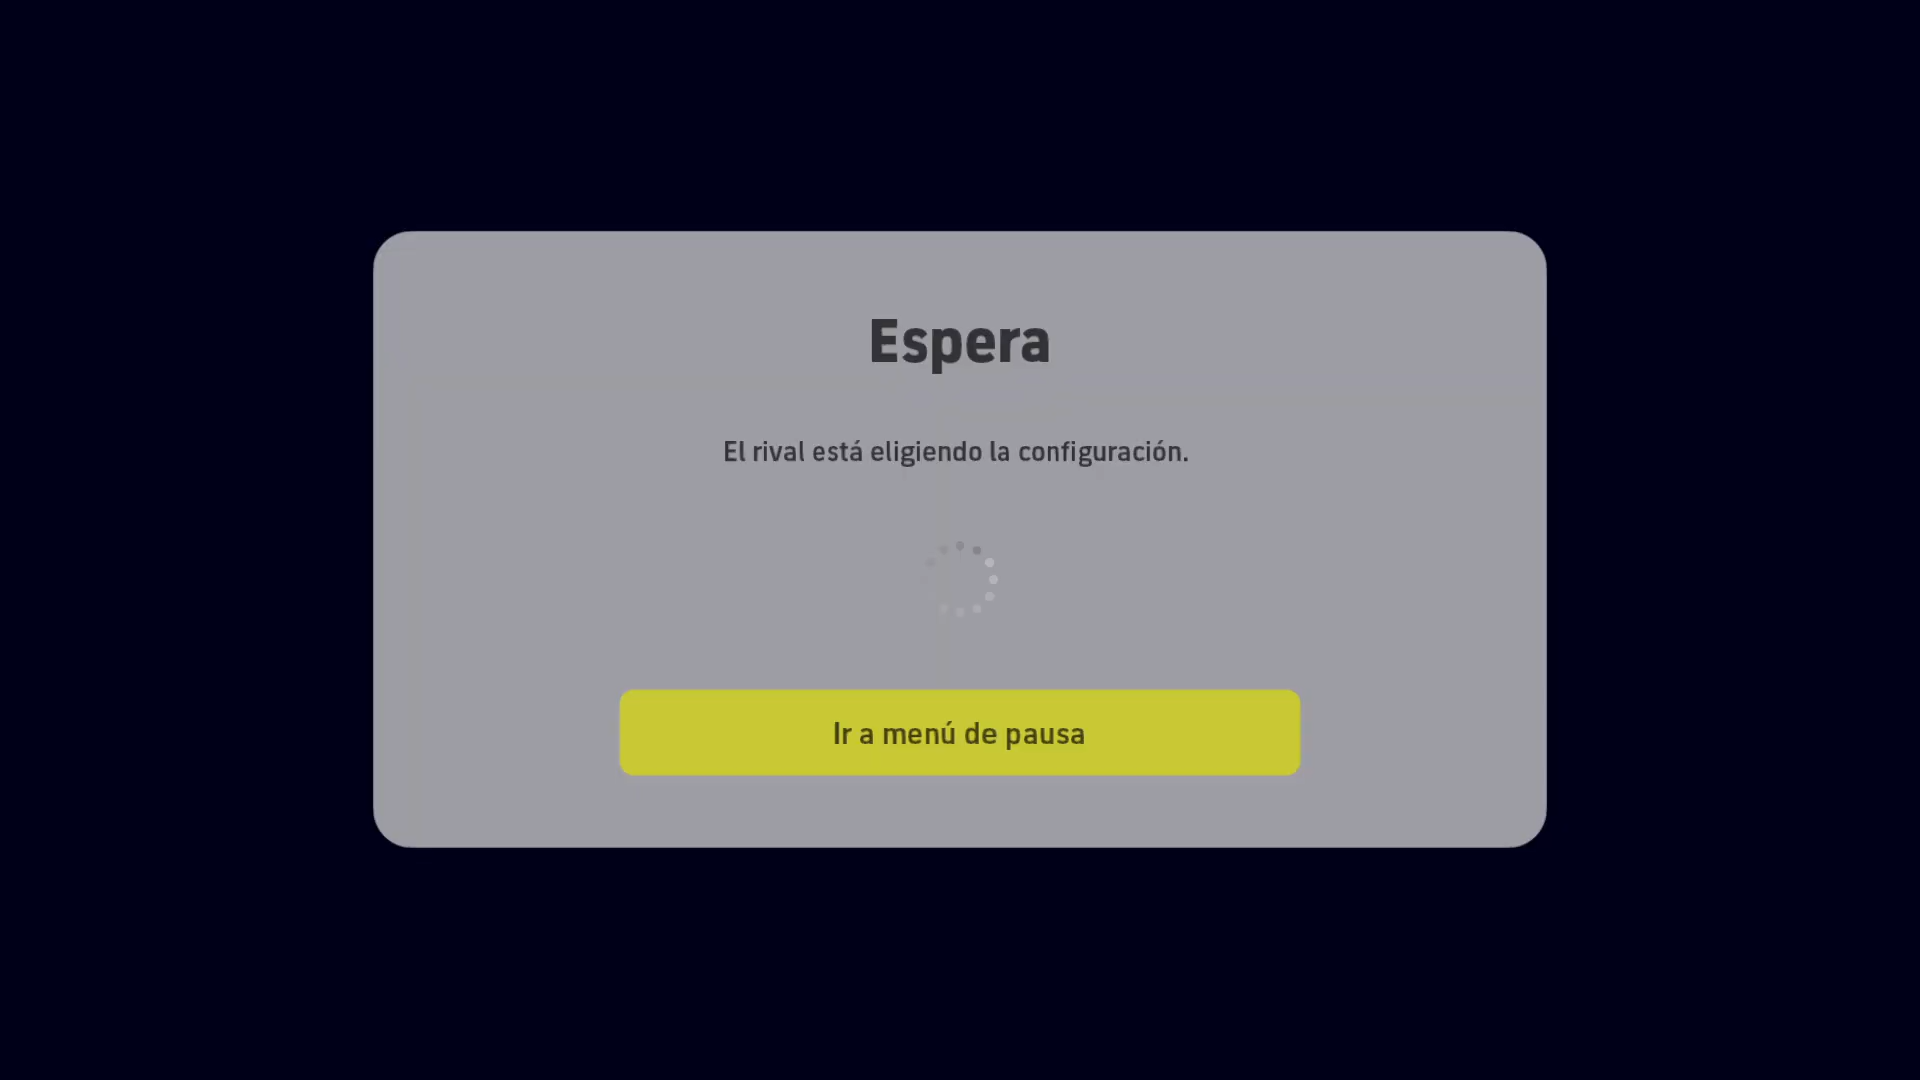 Espera
El rival está eligiendo la configuración.
Ir a menú de pausa